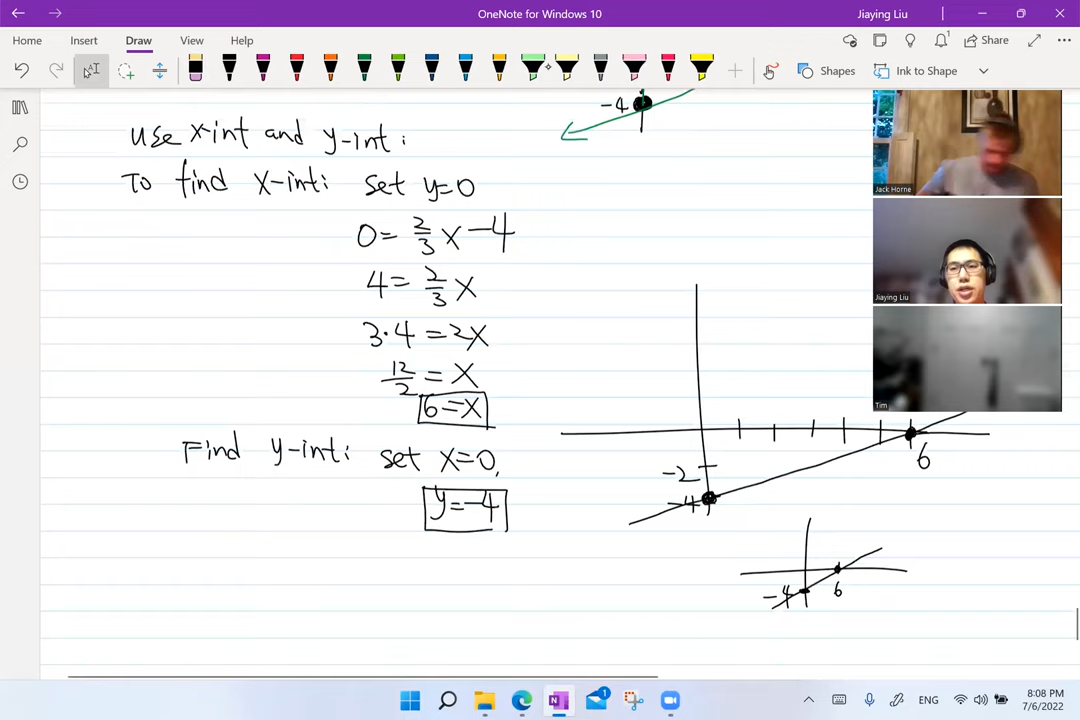 OneNote for Windows 10
Jiaying Liu
Home Insert Draw View Help
Share
Shapes
Ink to Shape
-4
Use x-int and y-int:
To find x-int: set y=0
0 = 2/3 x - 4
4 = 2/3 x
3·4 = 2x
12/2 = x
6 = x
Find y-int: set x=0,
y = -4
-2
-4
6
-4
6
Jack Horne
Jiaying Liu
Tim
1
ENG
8:08 PM
7/6/2022